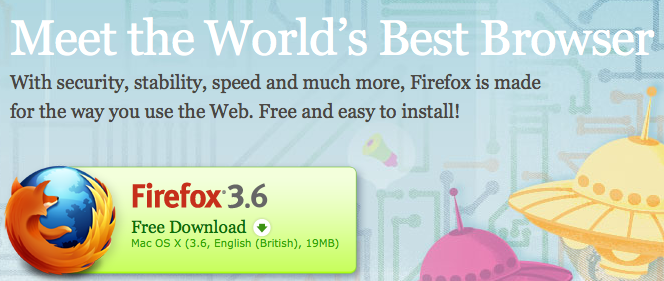 Meet the World's Best Browser
With security, stability, speed and much more, Firefox is made
for the way you use the Web. Free and easy to install!
Firefox® 3.6
Free Download
Mac OS X (3.6, English (British), 19MB)